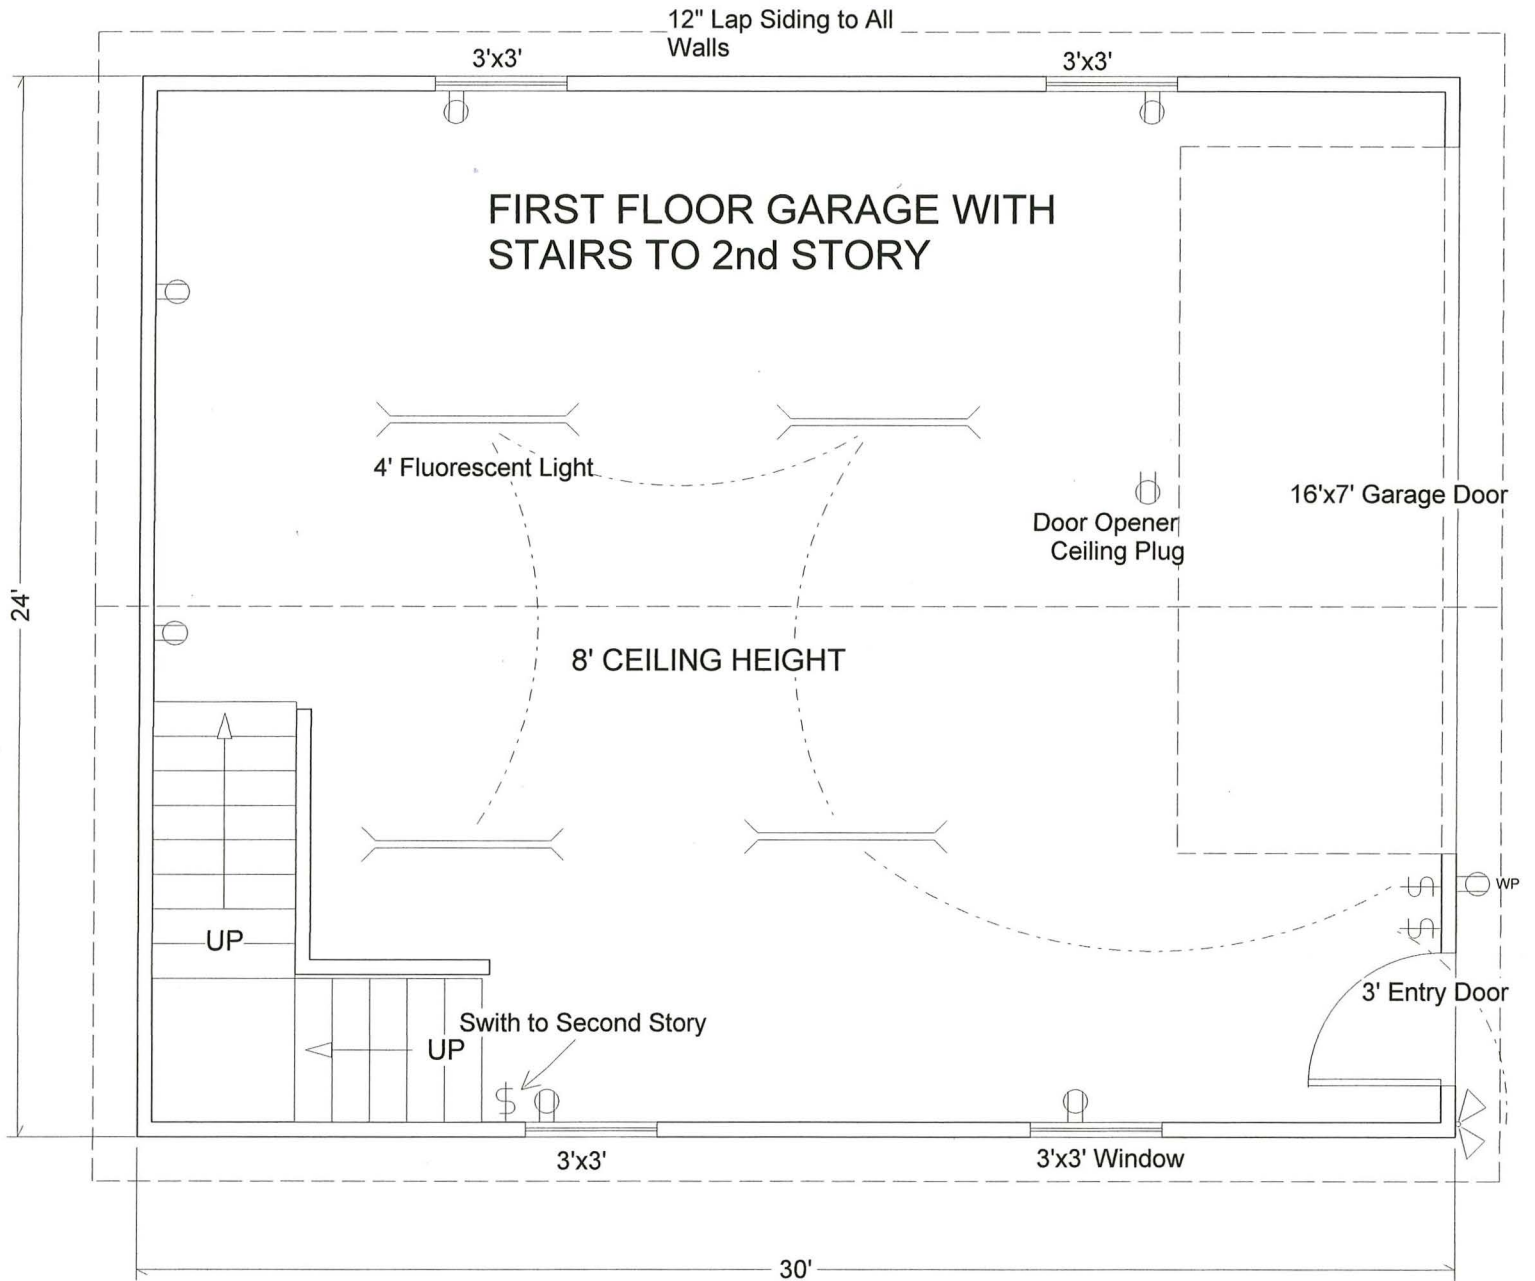 12" Lap Siding to All
Walls
3'x3'
3'x3'
FIRST FLOOR GARAGE WITH
STAIRS TO 2nd STORY
4' Fluorescent Light
16'x7' Garage Door
Door Opener
Ceiling Plug
24'
8' CEILING HEIGHT
$
WP
$
UP
3' Entry Door
Swith to Second Story
UP
$
3'x3'
3'x3' Window
30'